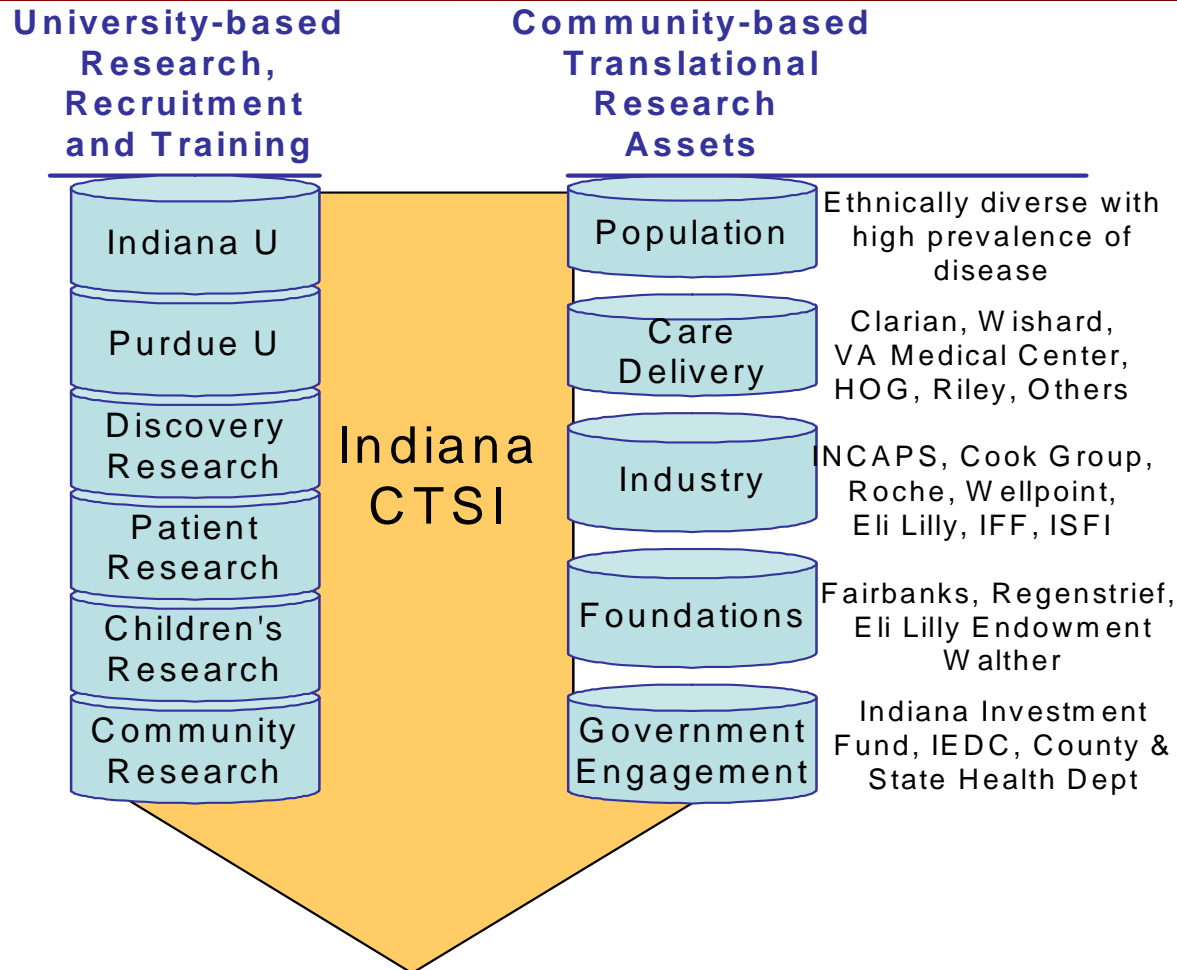 University-based
Research,
Recruitment
and Training
Community-based
Translational
Research
Assets
Indiana U
Purdue U
Discovery
Research
Patient
Research
Children's
Research
Community
Research
Indiana
CTSI
Population
Ethnically diverse with
high prevalence of
disease
Care
Delivery
Clarian, Wishard,
VA Medical Center,
HOG, Riley, Others
Industry
INCAPS, Cook Group,
Roche, Wellpoint,
Eli Lilly, IFF, ISFI
Foundations
Fairbanks, Regenstrief,
Eli Lilly Endowment
Walther
Government
Engagement
Indiana Investment
Fund, IEDC, County &
State Health Dept